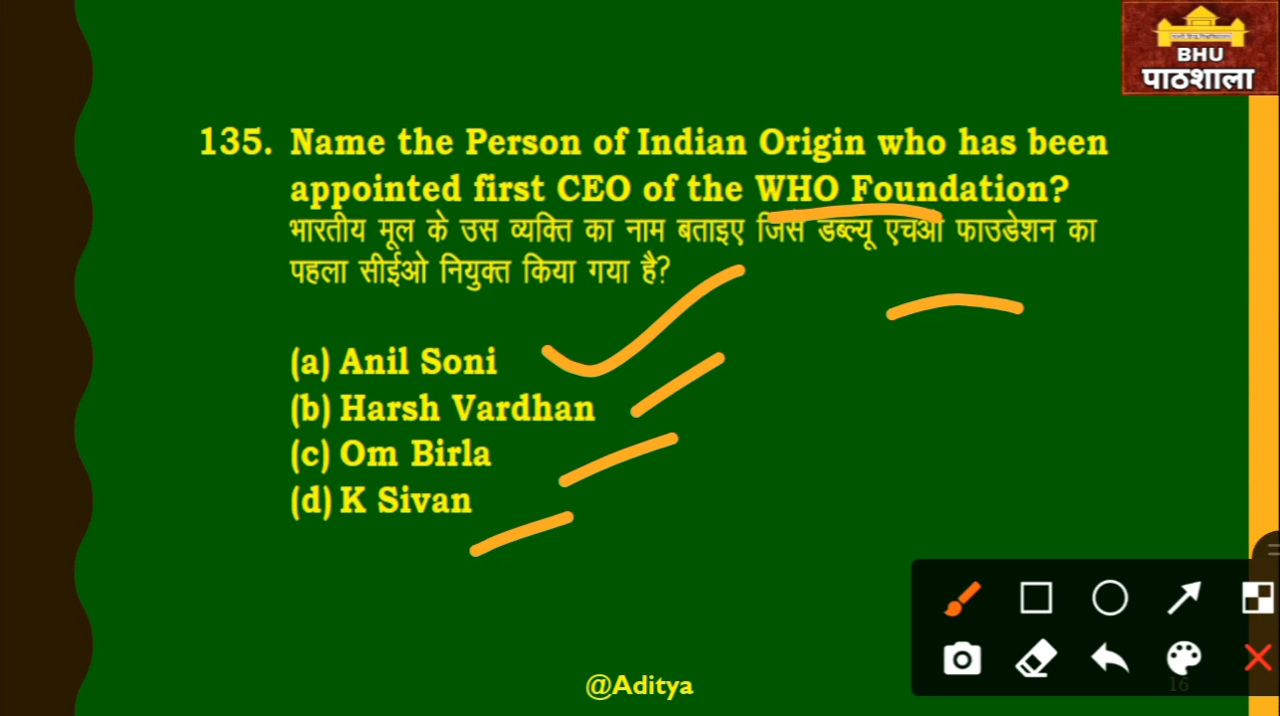 BHU
पाठशाला
135. Name the Person of Indian Origin who has been
appointed first CEO of the WHO Foundation?
भारतीय मूल के उस व्यक्ति का नाम बताइए जिसे डब्ल्यू एचओ फाउडेशन का
पहला सीईओ नियुक्त किया गया है?
(a) Anil Soni
(b) Harsh Vardhan
(c) Om Birla
(d) K Sivan
@Aditya
16